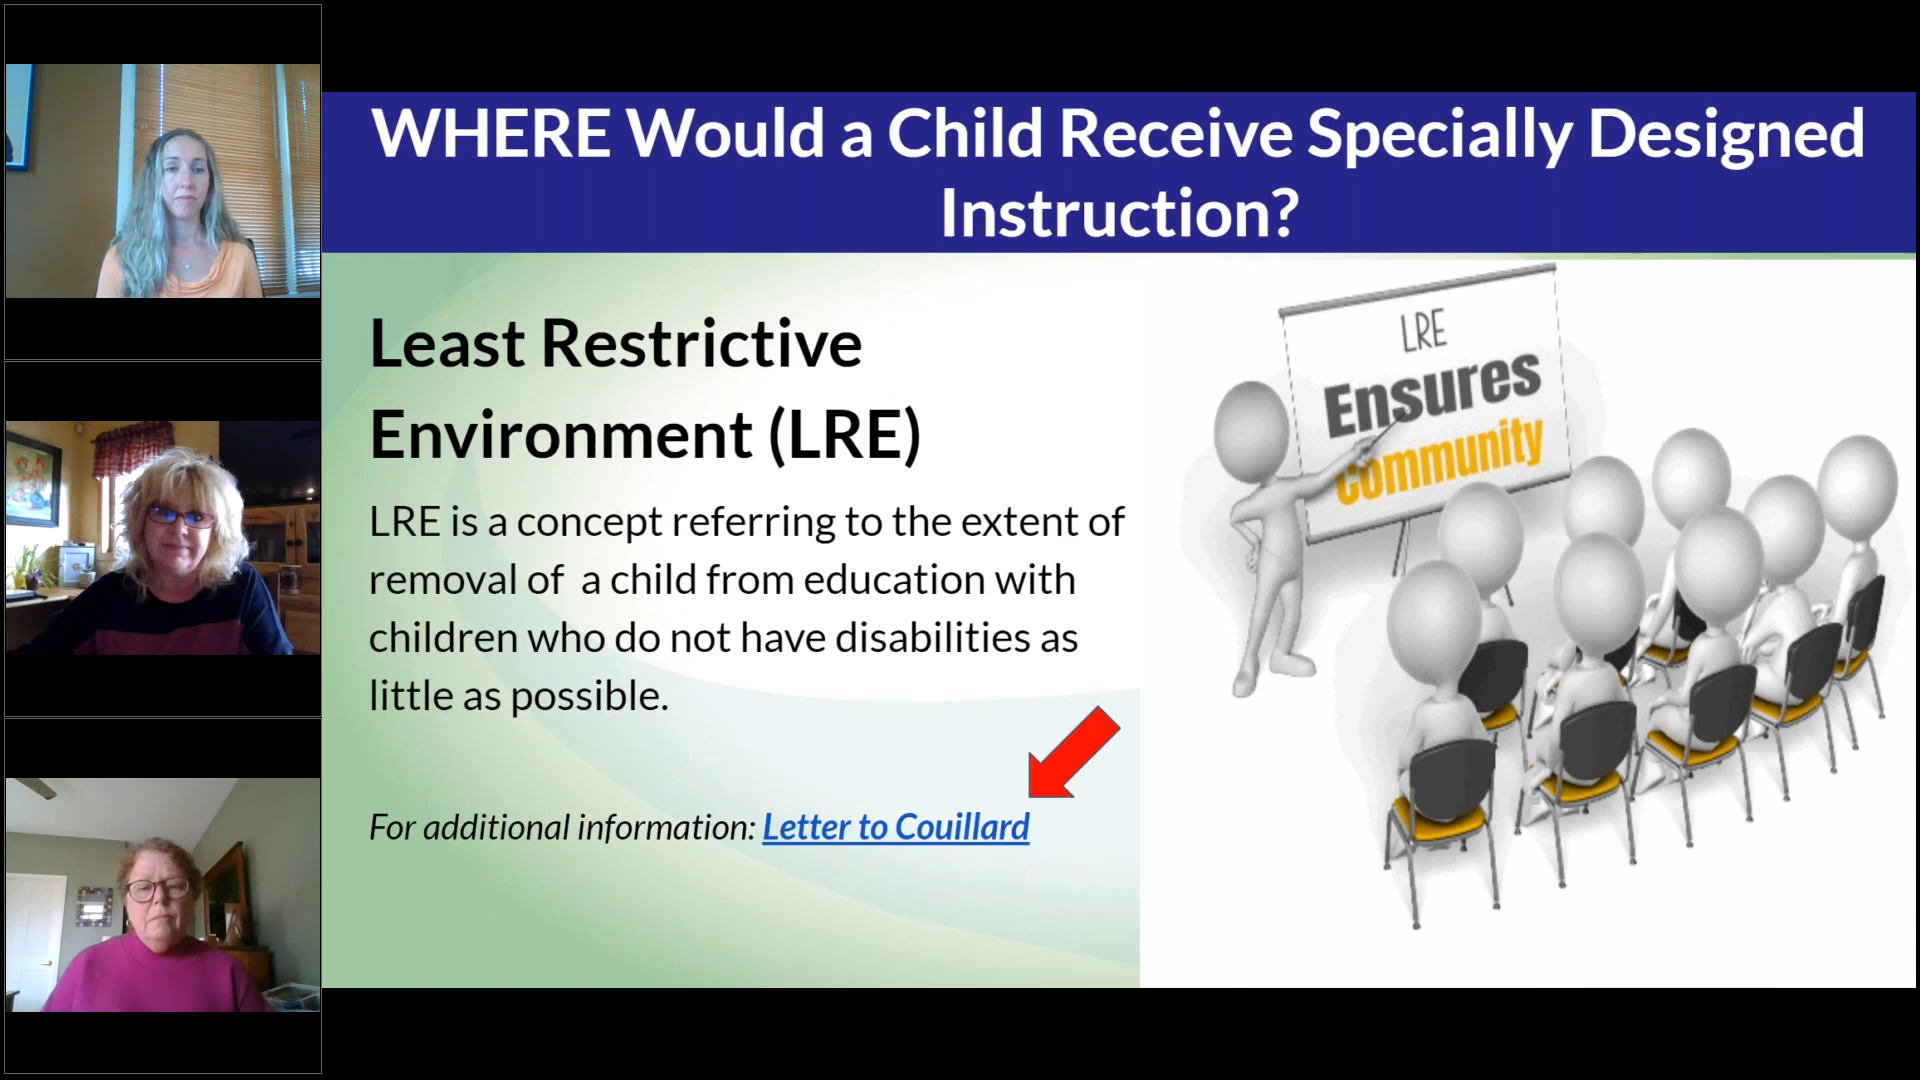 WHERE Would a Child Receive Specially Designed
Instruction?
Least Restrictive
Environment (LRE)
LRE is a concept referring to the extent of
removal of  a child from education with
children who do not have disabilities as
little as possible.
For additional information: Letter to Couillard
LRE
Ensures
Community